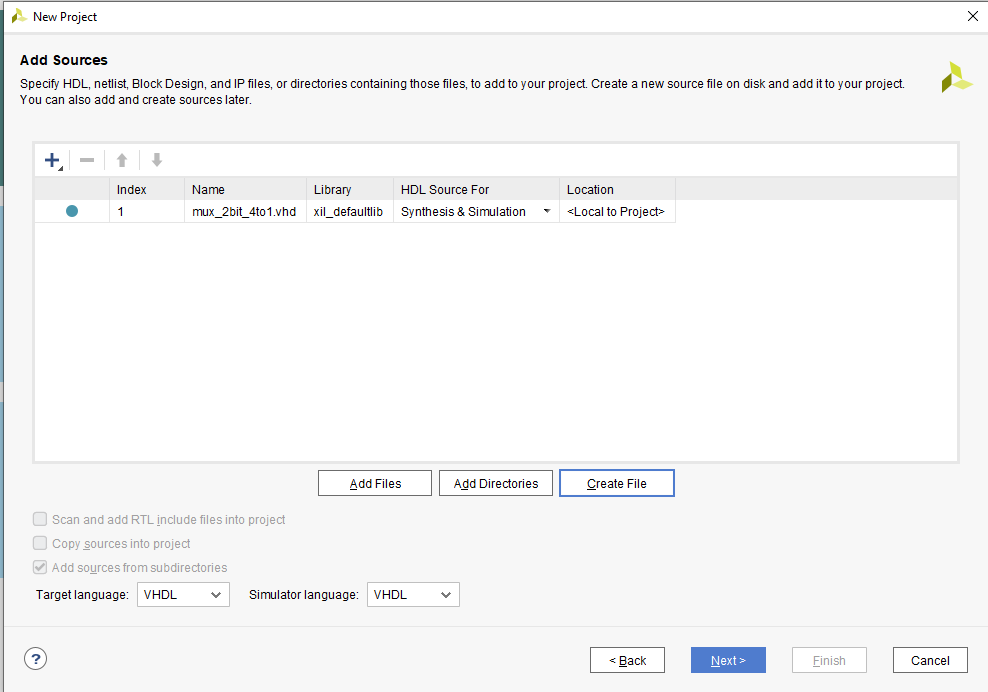 New Project
Add Sources
Specify HDL, netlist, Block Design, and IP files, or directories containing those files, to add to your project. Create a new source file on disk and add it to your project.
You can also add and create sources later.
Index Name Library HDL Source For Location
1 mux_2bit_4to1.vhd xil_defaultlib Synthesis & Simulation <Local to Project>
Add Files Add Directories Create File
Scan and add RTL include files into project
Copy sources into project
Add sources from subdirectories
Target language: VHDL Simulator language: VHDL
? < Back Next > Finish Cancel